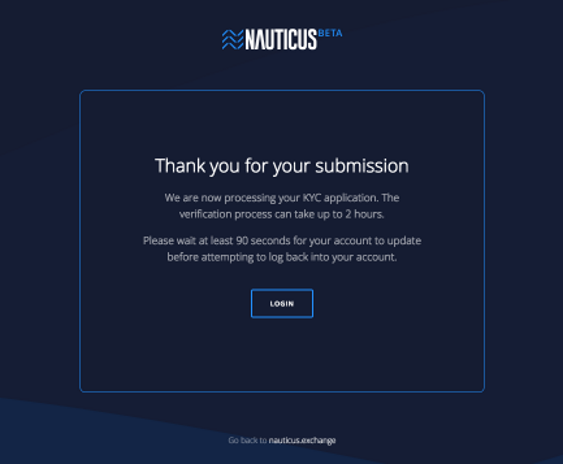 NAUTICUS BETA
Thank you for your submission
We are now processing your KYC application. The
verification process can take up to 2 hours.
Please wait at least 90 seconds for your account to update
before attempting to log back into your account.
LOGIN
Go back to nauticus.exchange